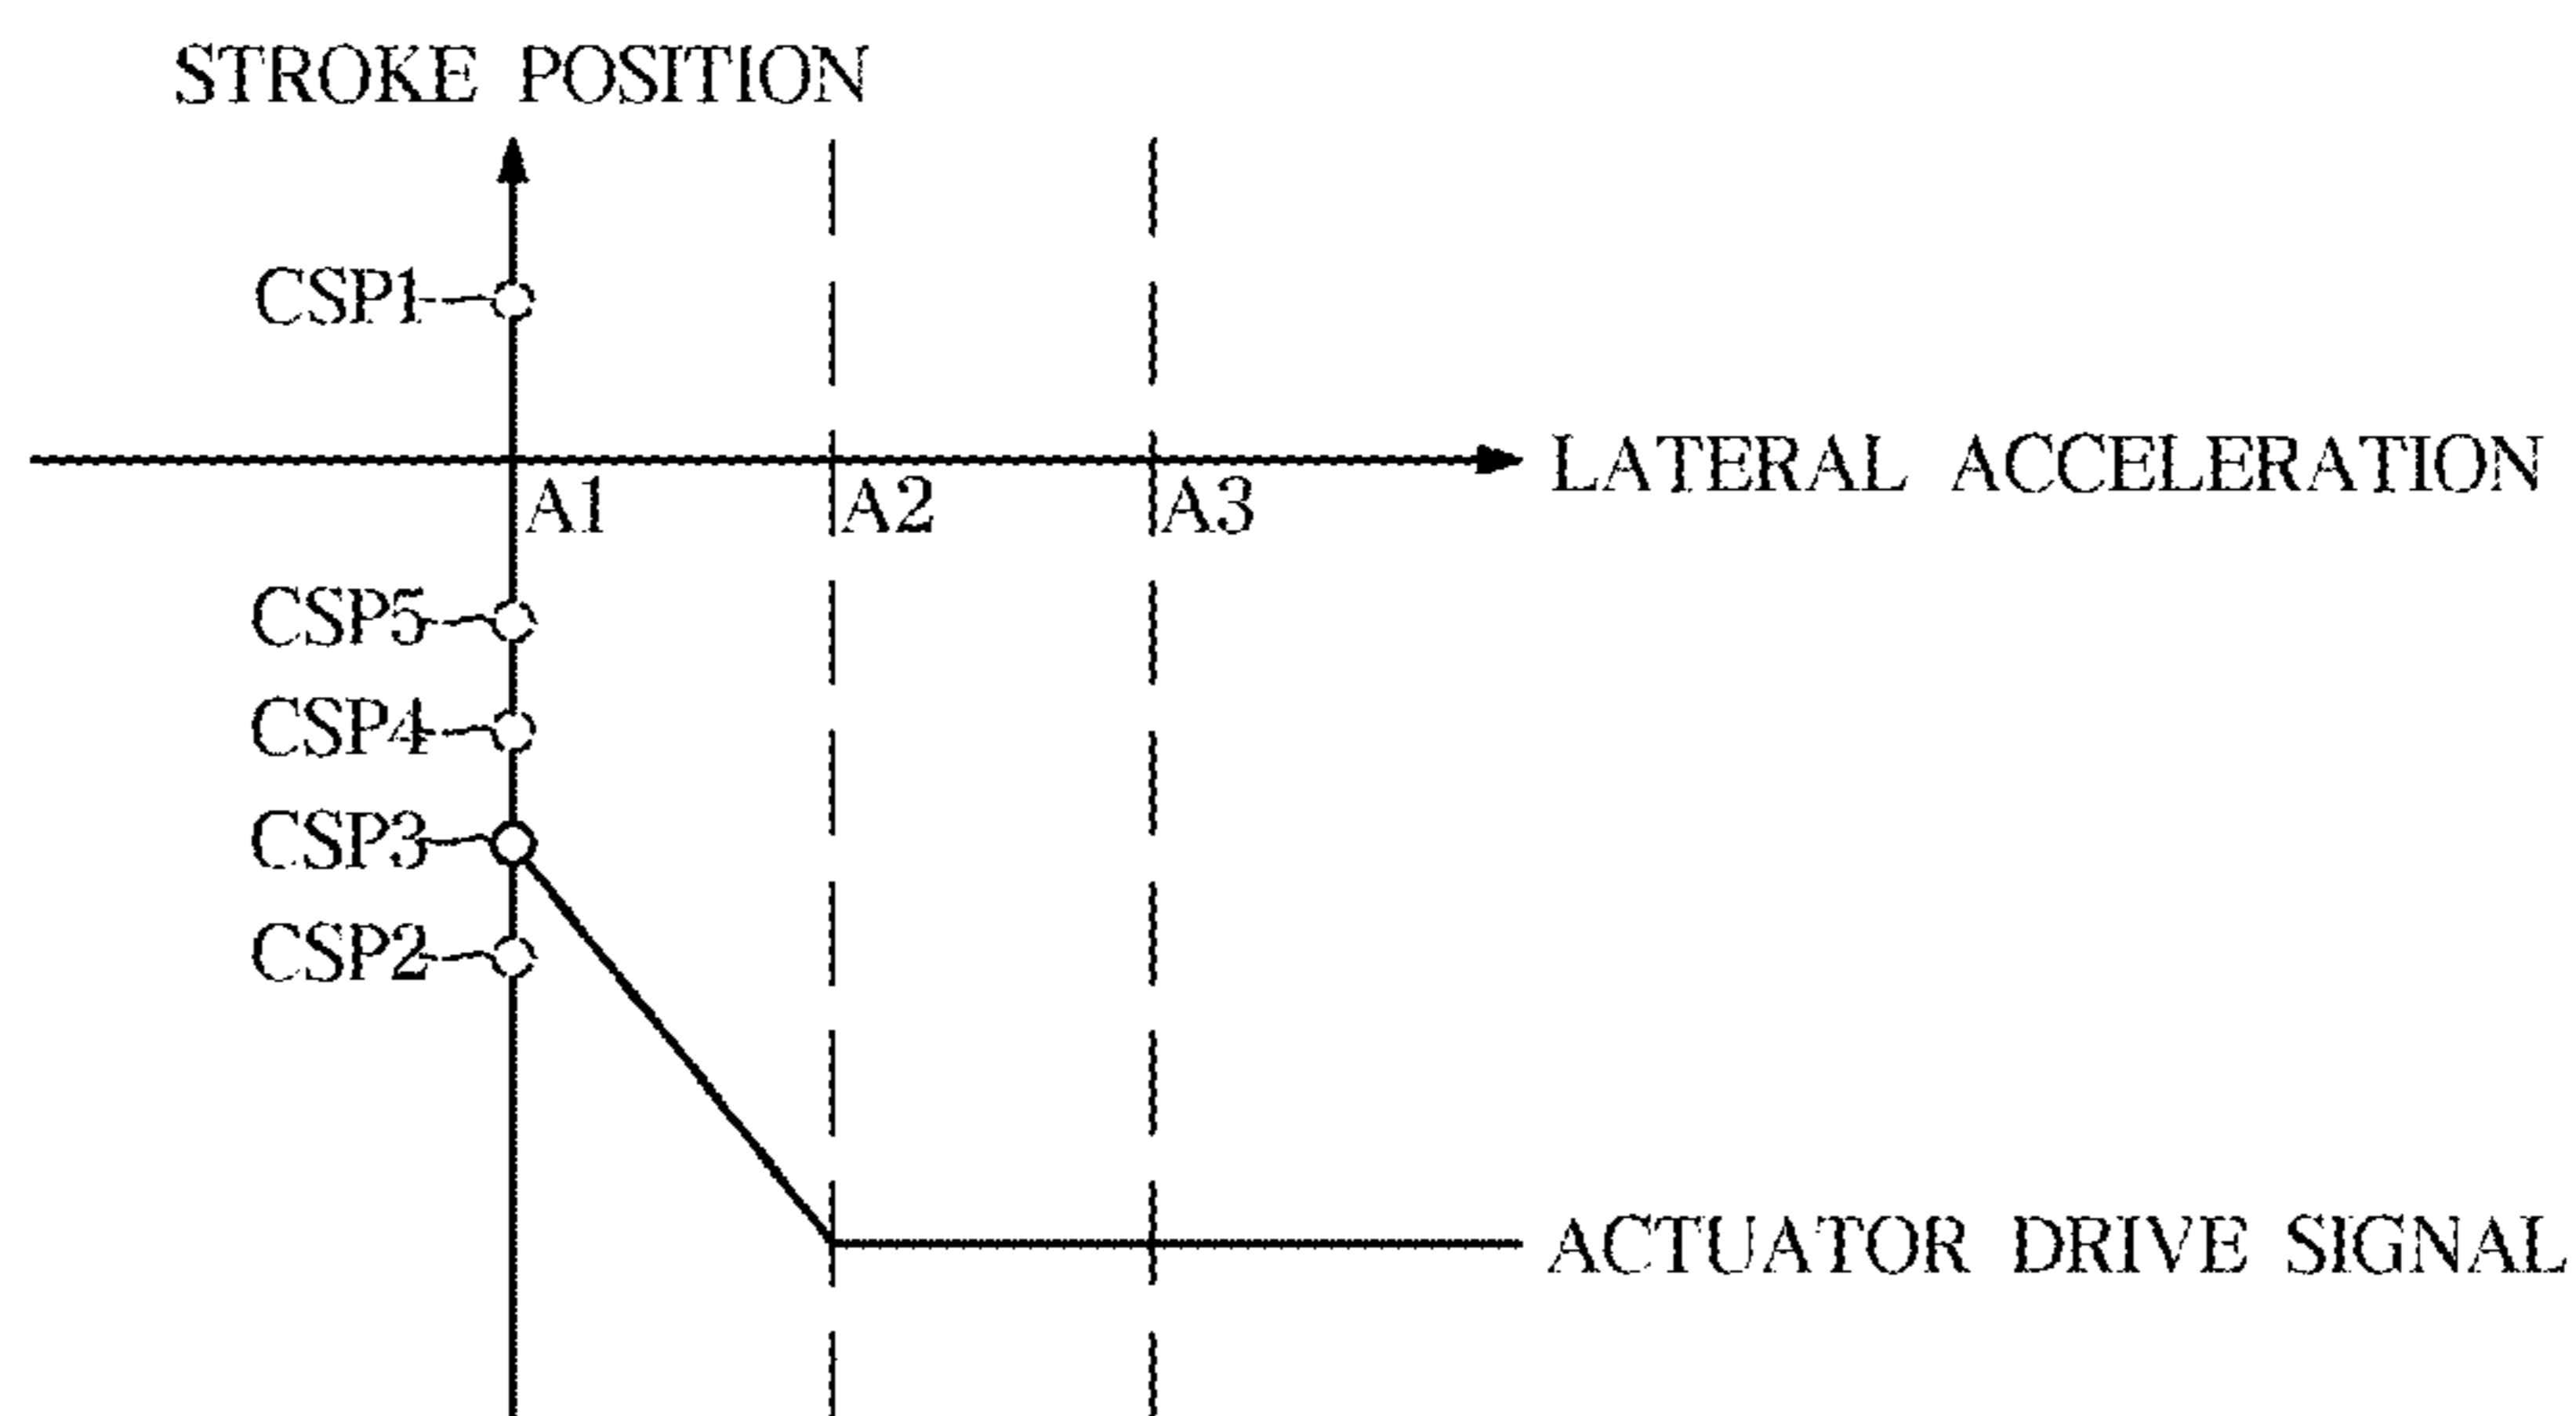 STROKE POSITION
CSP1
LATERAL ACCELERATION
A1 A2 A3
CSP5
CSP4
CSP3
CSP2
ACTUATOR DRIVE SIGNAL